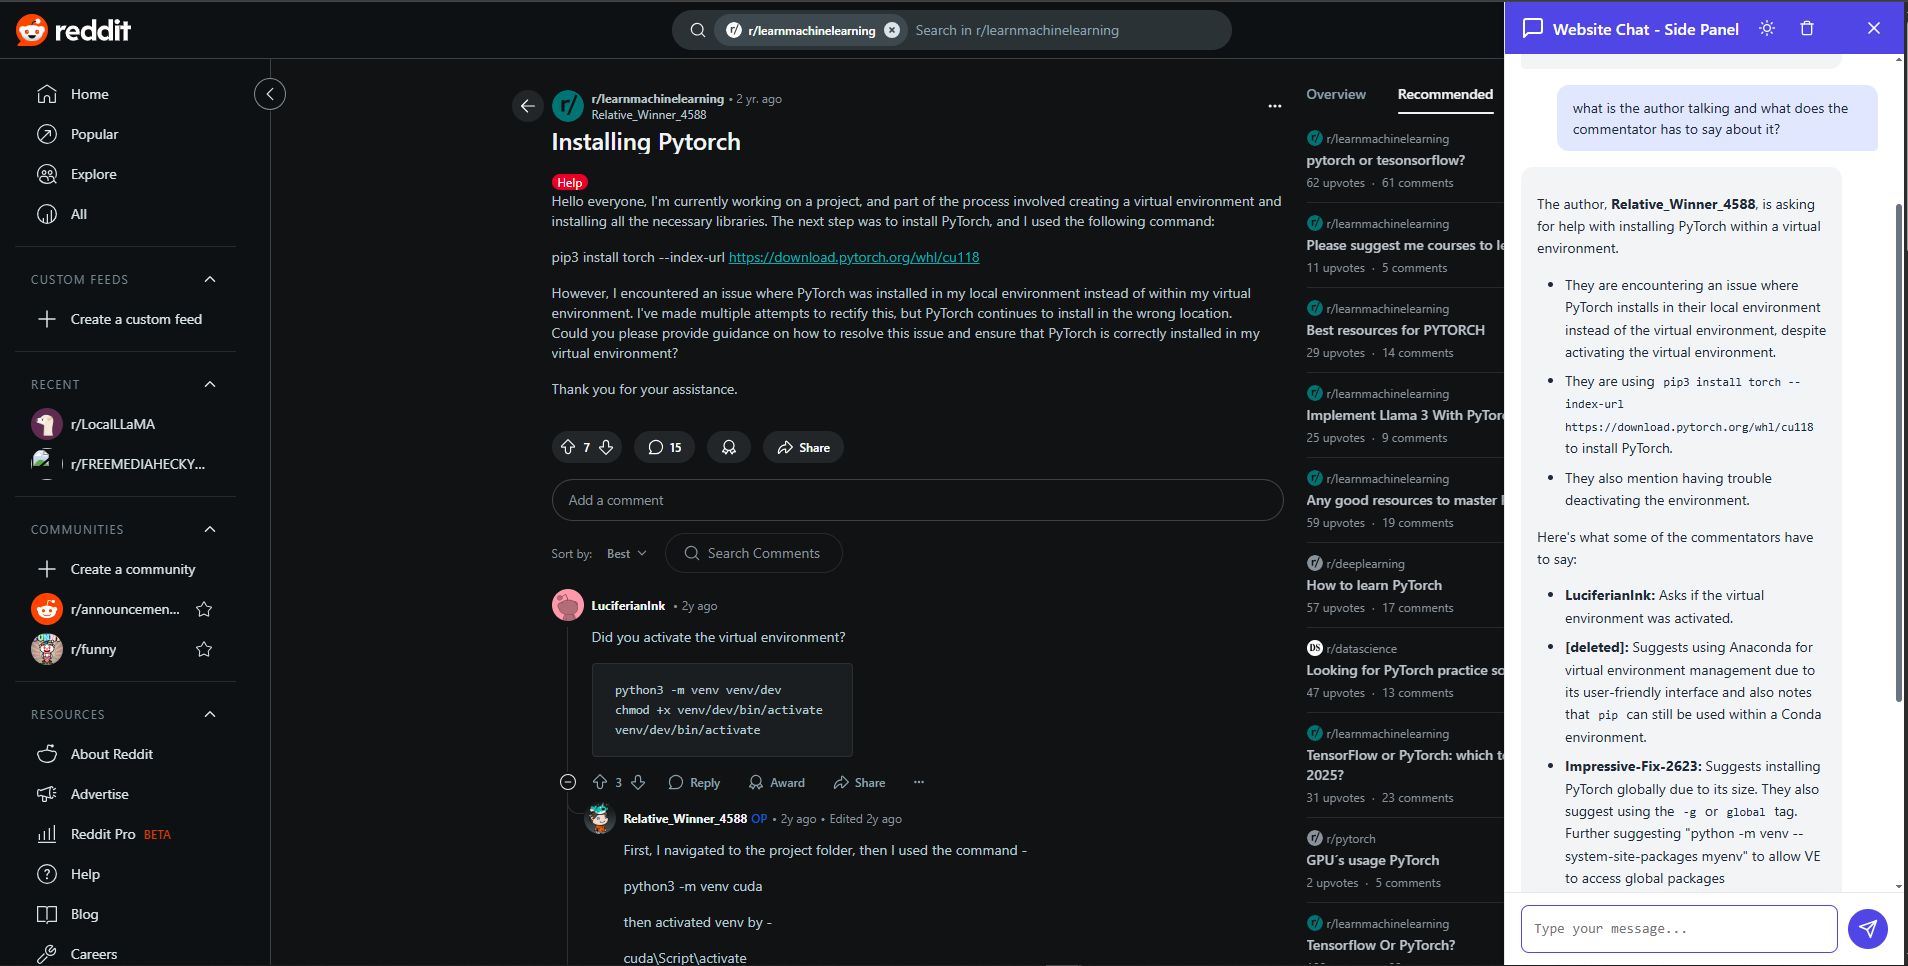 reddit
r/ r/learnmachinelearning Search in r/learnmachinelearning
Home
Popular
Explore
All
CUSTOM FEEDS
Create a custom feed
RECENT
r/LocalLLaMA
r/FREEMEDIAHECKY...
COMMUNITIES
Create a community
r/announcemen...
r/funny
RESOURCES
About Reddit
Advertise
Reddit Pro BETA
Help
Blog
Careers
r/ r/learnmachinelearning • 2 yr. ago
Relative_Winner_4588
Installing Pytorch
Help
Hello everyone, I'm currently working on a project, and part of the process involved creating a virtual environment and
installing all the necessary libraries. The next step was to install PyTorch, and I used the following command:
pip3 install torch --index-url https://download.pytorch.org/whl/cu118
However, I encountered an issue where PyTorch was installed in my local environment instead of within my virtual
environment. I've made multiple attempts to rectify this, but PyTorch continues to install in the wrong location.
Could you please provide guidance on how to resolve this issue and ensure that PyTorch is correctly installed in my
virtual environment?
Thank you for your assistance.
7 15 Share
Add a comment
Sort by: Best Search Comments
LuciferianInk • 2y ago
Did you activate the virtual environment?
python3 -m venv venv/dev
chmod +x venv/dev/bin/activate
venv/dev/bin/activate
3 Reply Award Share ...
Relative_Winner_4588 OP • 2y ago • Edited 2y ago
First, I navigated to the project folder, then I used the command -
python3 -m venv cuda
then activated venv by -
cuda\Script\activate
Overview Recommended
r/ r/learnmachinelearning
pytorch or tesonsorflow?
62 upvotes · 61 comments
r/ r/learnmachinelearning
Please suggest me courses to le
11 upvotes · 5 comments
r/ r/learnmachinelearning
Best resources for PYTORCH
29 upvotes · 14 comments
r/ r/learnmachinelearning
Implement Llama 3 With PyTor
25 upvotes · 9 comments
r/ r/learnmachinelearning
Any good resources to master
59 upvotes · 19 comments
r/ r/deeplearning
How to learn PyTorch
57 upvotes · 17 comments
DS r/datascience
Looking for PyTorch practice so
47 upvotes · 13 comments
r/ r/learnmachinelearning
TensorFlow or PyTorch: which t
2025?
31 upvotes · 23 comments
r/ r/pytorch
GPU´s usage PyTorch
2 upvotes · 5 comments
r/ r/learnmachinelearning
Tensorflow Or PyTorch?
Website Chat - Side Panel
what is the author talking and what does the
commentator has to say about it?
The author, Relative_Winner_4588, is asking
for help with installing PyTorch within a virtual
environment.
• They are encountering an issue where
PyTorch installs in their local environment
instead of the virtual environment, despite
activating the virtual environment.
• They are using pip3 install torch --
index-url
https://download.pytorch.org/whl/cu118
to install PyTorch.
• They also mention having trouble
deactivating the environment.
Here's what some of the commentators have
to say:
• LuciferianInk: Asks if the virtual
environment was activated.
• [deleted]: Suggests using Anaconda for
virtual environment management due to
its user-friendly interface and also notes
that pip can still be used within a Conda
environment.
• Impressive-Fix-2623: Suggests installing
PyTorch globally due to its size. They also
suggest using the -g or global tag.
Further suggesting "python -m venv --
system-site-packages myenv" to allow VE
to access global packages
Type your message...